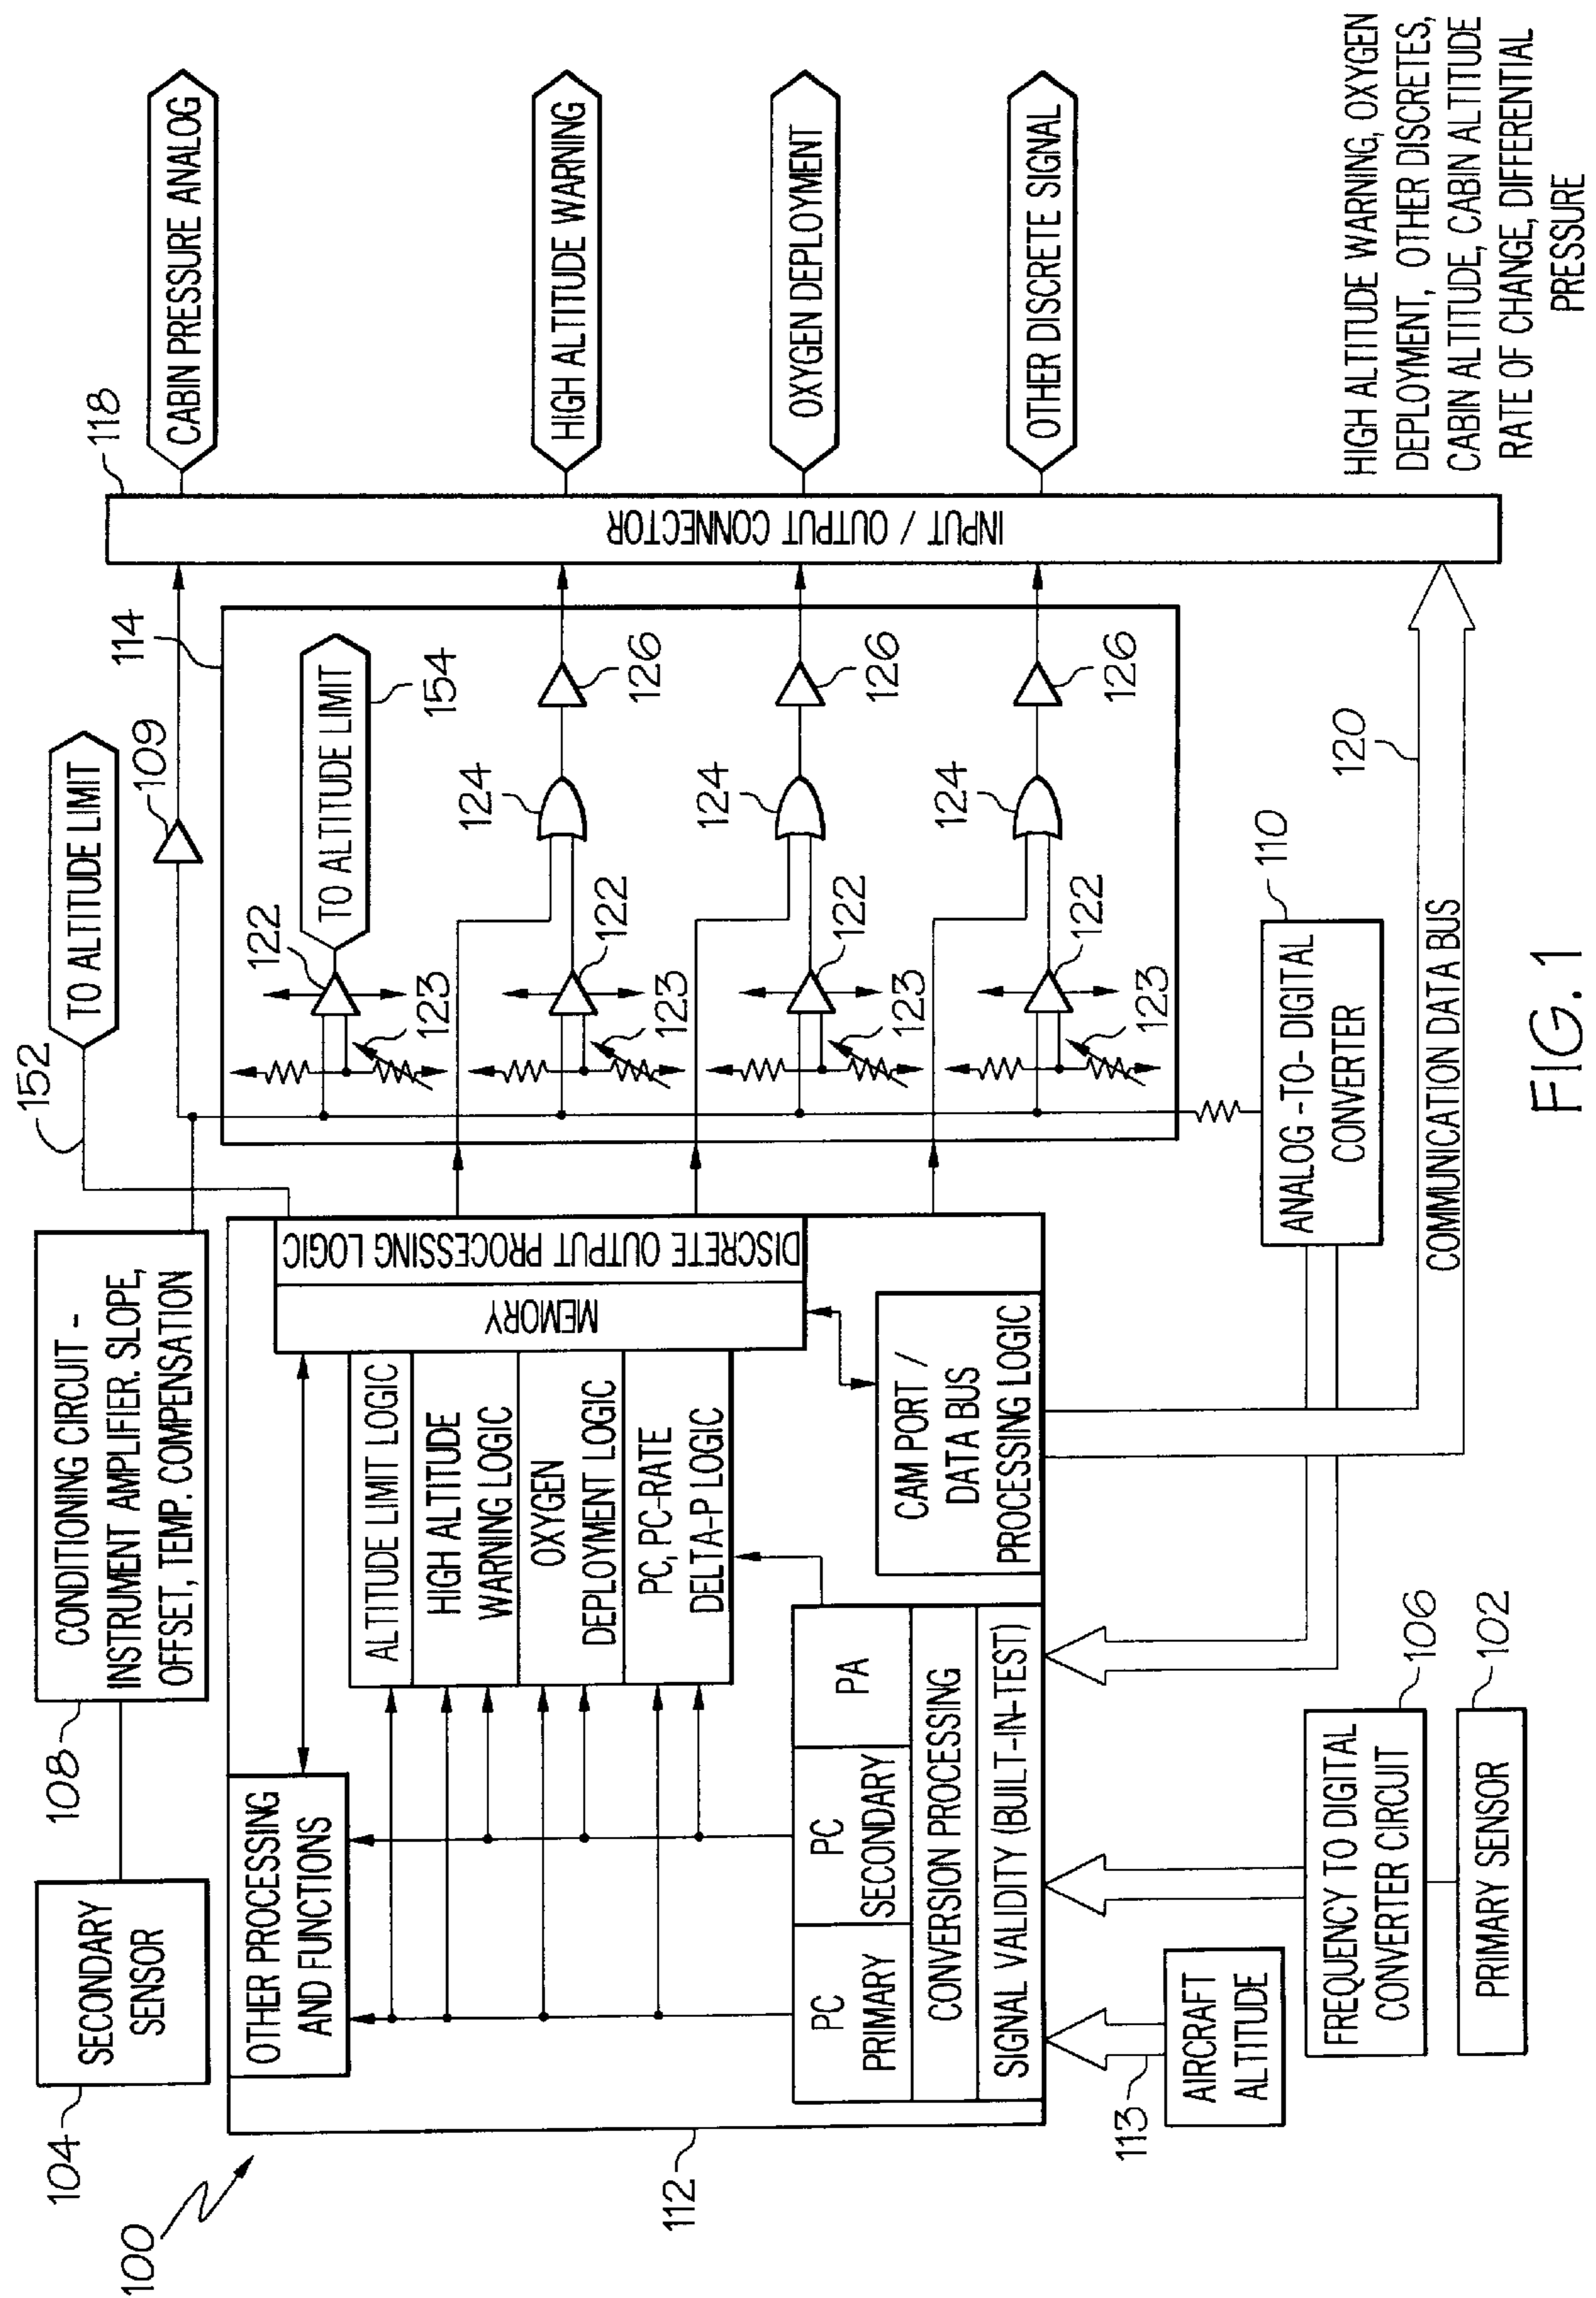 100
104
SECONDARY
SENSOR
108
CONDITIONING CIRCUIT -
INSTRUMENT AMPLIFIER. SLOPE,
OFFSET, TEMP. COMPENSATION
152
TO ALTITUDE LIMIT
109
118
CABIN PRESSURE ANALOG
HIGH ALTITUDE WARNING
OXYGEN DEPLOYMENT
OTHER DISCRETE SIGNAL
INPUT / OUTPUT CONNECTOR
114
122
TO ALTITUDE LIMIT
154
123
124
126
122
123
124
126
122
123
124
126
122
123
112
OTHER PROCESSING
AND FUNCTIONS
ALTITUDE LIMIT LOGIC
HIGH ALTITUDE
WARNING LOGIC
OXYGEN
DEPLOYMENT LOGIC
PC, PC-RATE
DELTA-P LOGIC
MEMORY
DISCRETE OUTPUT PROCESSING LOGIC
PC
PRIMARY
PC
SECONDARY
PA
CONVERSION PROCESSING
SIGNAL VALIDITY (BUILT-IN-TEST)
CAM PORT /
DATA BUS
PROCESSING LOGIC
113
AIRCRAFT
ALTITUDE
FREQUENCY TO DIGITAL
CONVERTER CIRCUIT
106
PRIMARY SENSOR
102
ANALOG -TO- DIGITAL
CONVERTER
110
COMMUNICATION DATA BUS
120
HIGH ALTITUDE WARNING, OXYGEN
DEPLOYMENT, OTHER DISCRETES,
CABIN ALTITUDE, CABIN ALTITUDE
RATE OF CHANGE, DIFFERENTIAL
PRESSURE
FIG. 1